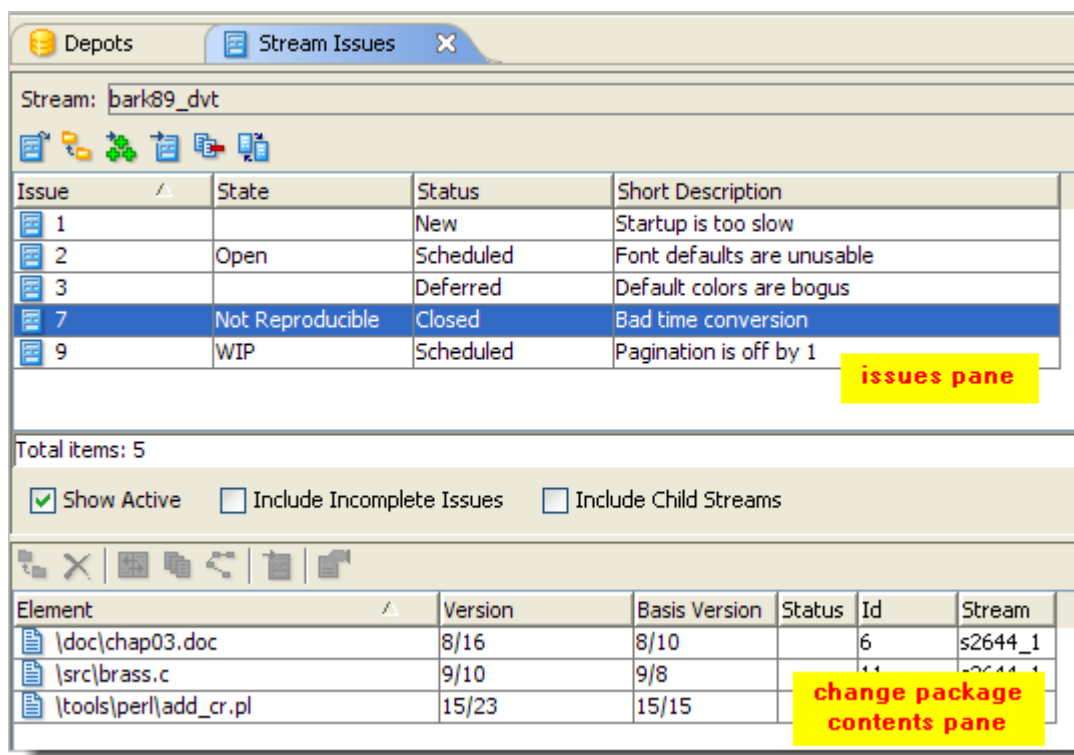 Depots Stream Issues
Stream: bark89_dvt
Issue State Status Short Description
1 New Startup is too slow
2 Open Scheduled Font defaults are unusable
3 Deferred Default colors are bogus
7 Not Reproducible Closed Bad time conversion
9 WIP Scheduled Pagination is off by 1
issues pane
Total items: 5
Show Active Include Incomplete Issues Include Child Streams
Element Version Basis Version Status Id Stream
\doc\chap03.doc 8/16 8/10 6 s2644_1
\src\brass.c 9/10 9/8
\tools\perl\add_cr.pl 15/23 15/15
change package
contents pane